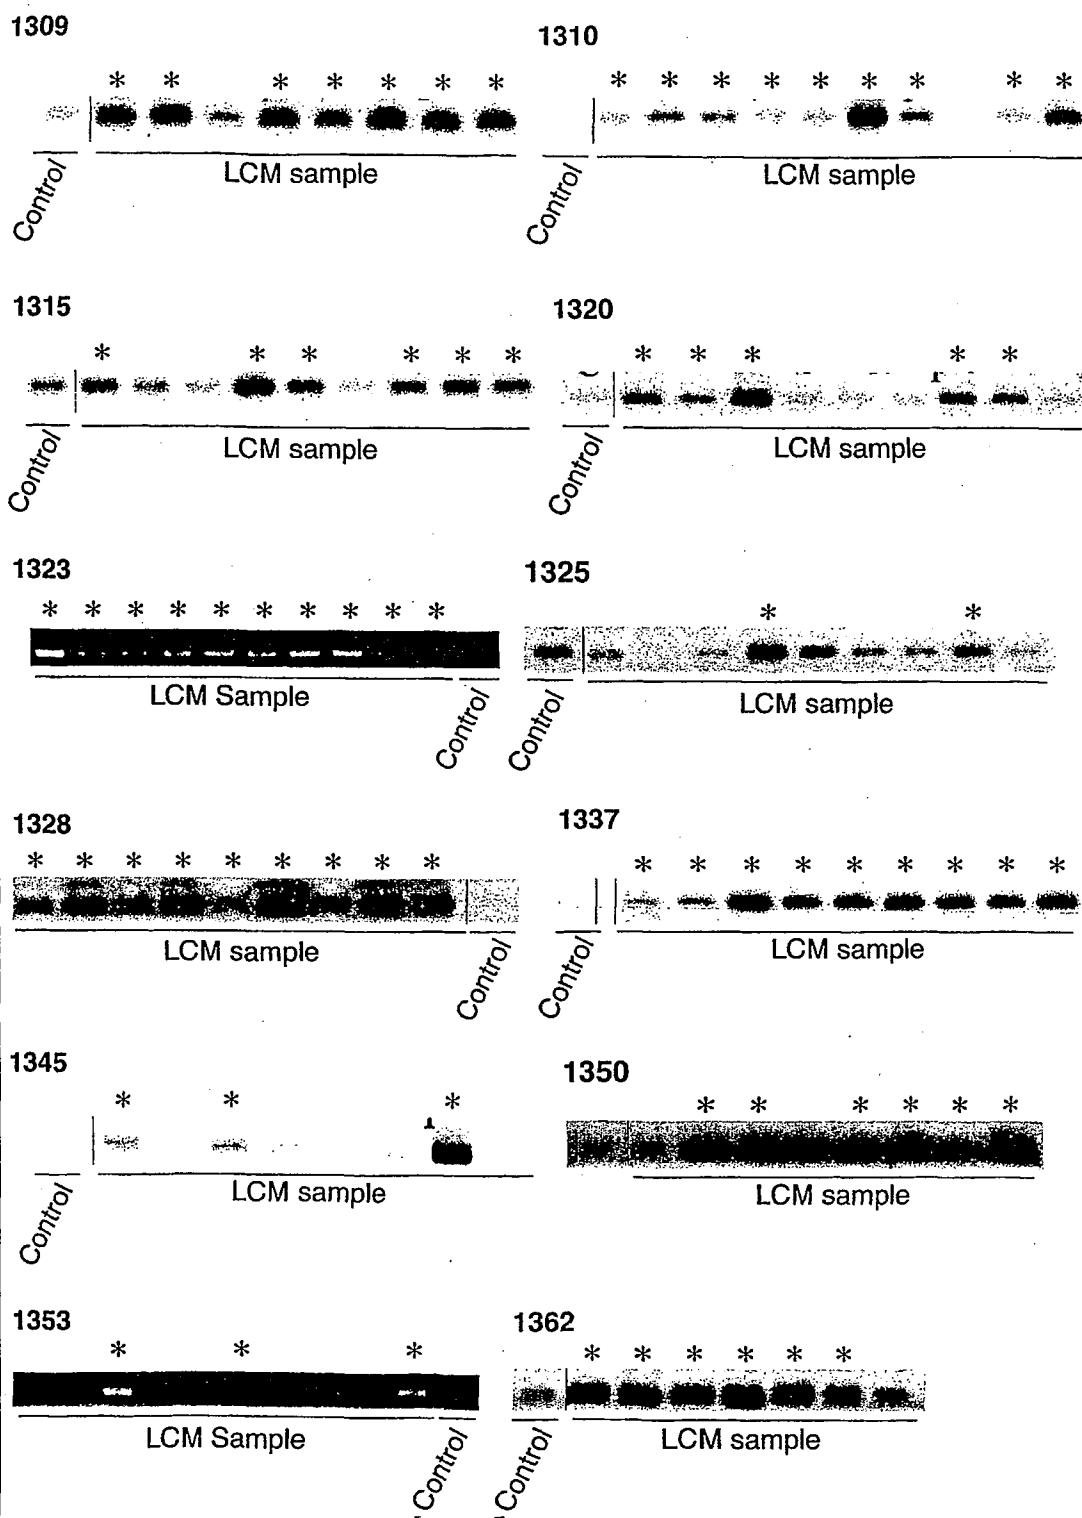 1309
1310
* * * * * * *
* * * * * * * * *
Control
LCM sample
Control
LCM sample
1315
1320
* * * * * *
* * * * *
Control
LCM sample
Control
LCM sample
1323
1325
* * * * * * * * * *
* *
LCM Sample
Control
Control
LCM sample
1328
1337
* * * * * * * * *
* * * * * * * * *
LCM sample
Control
Control
LCM sample
1345
1350
* * *
* * * * * *
Control
LCM sample
LCM sample
1353
1362
* * *
* * * * * *
LCM Sample
Control
Control
LCM sample